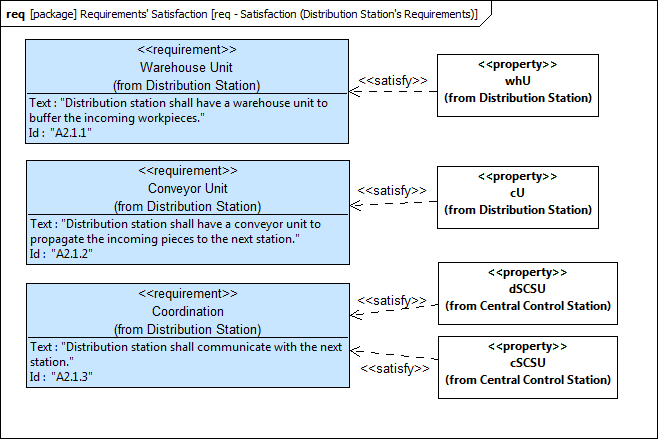 req [package] Requirements' Satisfaction [req - Satisfaction (Distribution Station's Requirements)]
<<requirement>>
Warehouse Unit
(from Distribution Station)
Text : "Distribution station shall have a warehouse unit to
buffer the incoming workpieces."
Id : "A2.1.1"
<<satisfy>>
<<property>>
whU
(from Distribution Station)
<<requirement>>
Conveyor Unit
(from Distribution Station)
Text : "Distribution station shall have a conveyor unit to
propagate the incoming pieces to the next station."
Id : "A2.1.2"
<<satisfy>>
<<property>>
cU
(from Distribution Station)
<<requirement>>
Coordination
(from Distribution Station)
Text : "Distribution station shall communicate with the next
station."
Id : "A2.1.3"
<<satisfy>>
<<property>>
dSCSU
(from Central Control Station)
<<satisfy>>
<<property>>
cSCSU
(from Central Control Station)